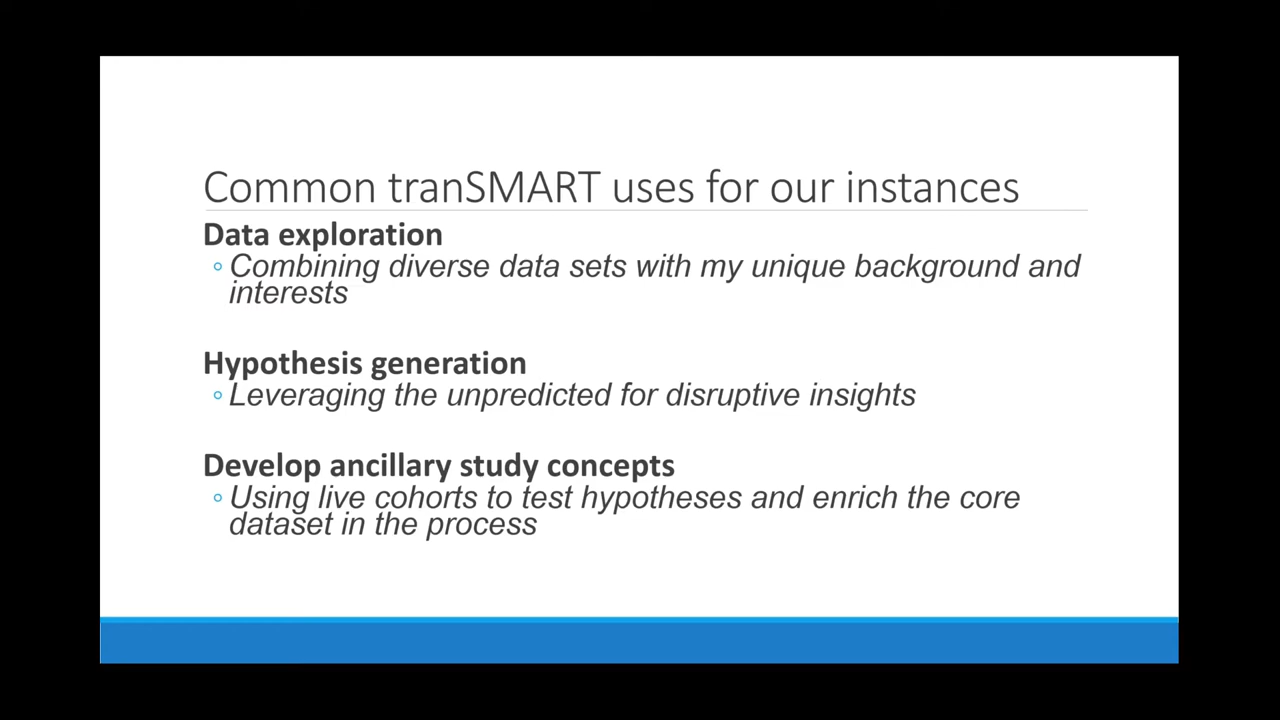 Common tranSMART uses for our instances
Data exploration
◦Combining diverse data sets with my unique background and
interests
Hypothesis generation
◦Leveraging the unpredicted for disruptive insights
Develop ancillary study concepts
◦Using live cohorts to test hypotheses and enrich the core
dataset in the process